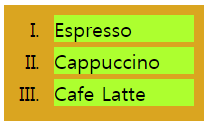 I. Espresso
II. Cappuccino
III. Cafe Latte